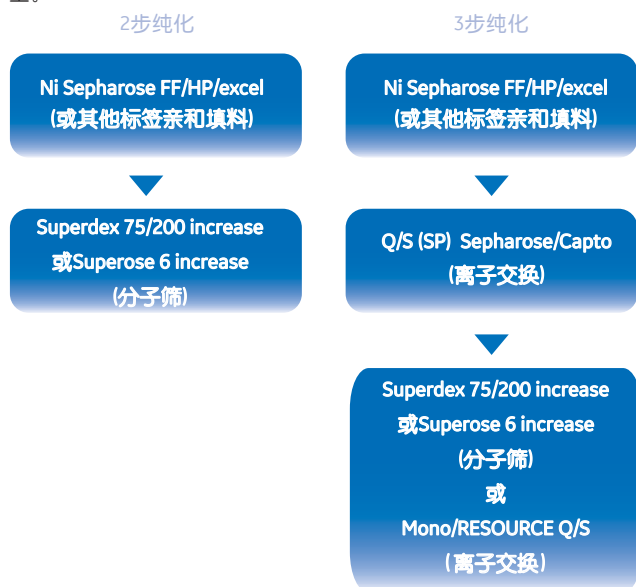 2步纯化
Ni Sepharose FF/HP/excel
(或其他标签亲和填料)
Superdex 75/200 increase
或Superose 6 increase
(分子筛)
3步纯化
Ni Sepharose FF/HP/excel
(或其他标签亲和填料)
Q/S (SP) Sepharose/Capto
(离子交换)
Superdex 75/200 increase
或Superose 6 increase
(分子筛)
或
Mono/RESOURCE Q/S
(离子交换)